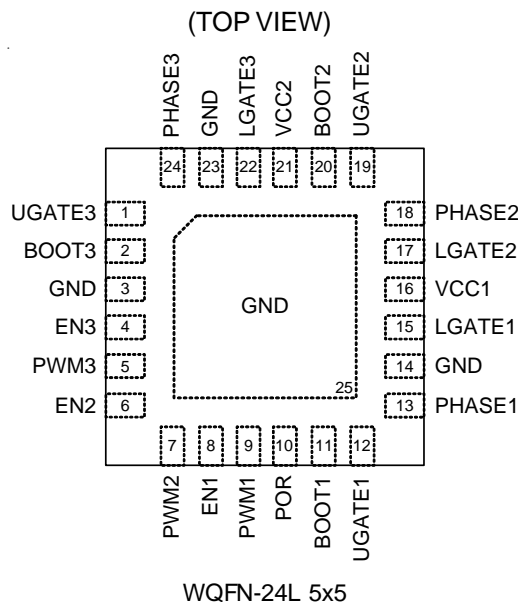 (TOP VIEW)
PHASE3
GND
LGATE3
VCC2
BOOT2
UGATE2
24
23
22
21
20
19
UGATE3
1
BOOT3
2
GND
3
EN3
4
PWM3
5
EN2
6
GND
25
18
PHASE2
17
LGATE2
16
VCC1
15
LGATE1
14
GND
13
PHASE1
7
8
9
10
11
12
PWM2
EN1
PWM1
POR
BOOT1
UGATE1
WQFN-24L 5x5